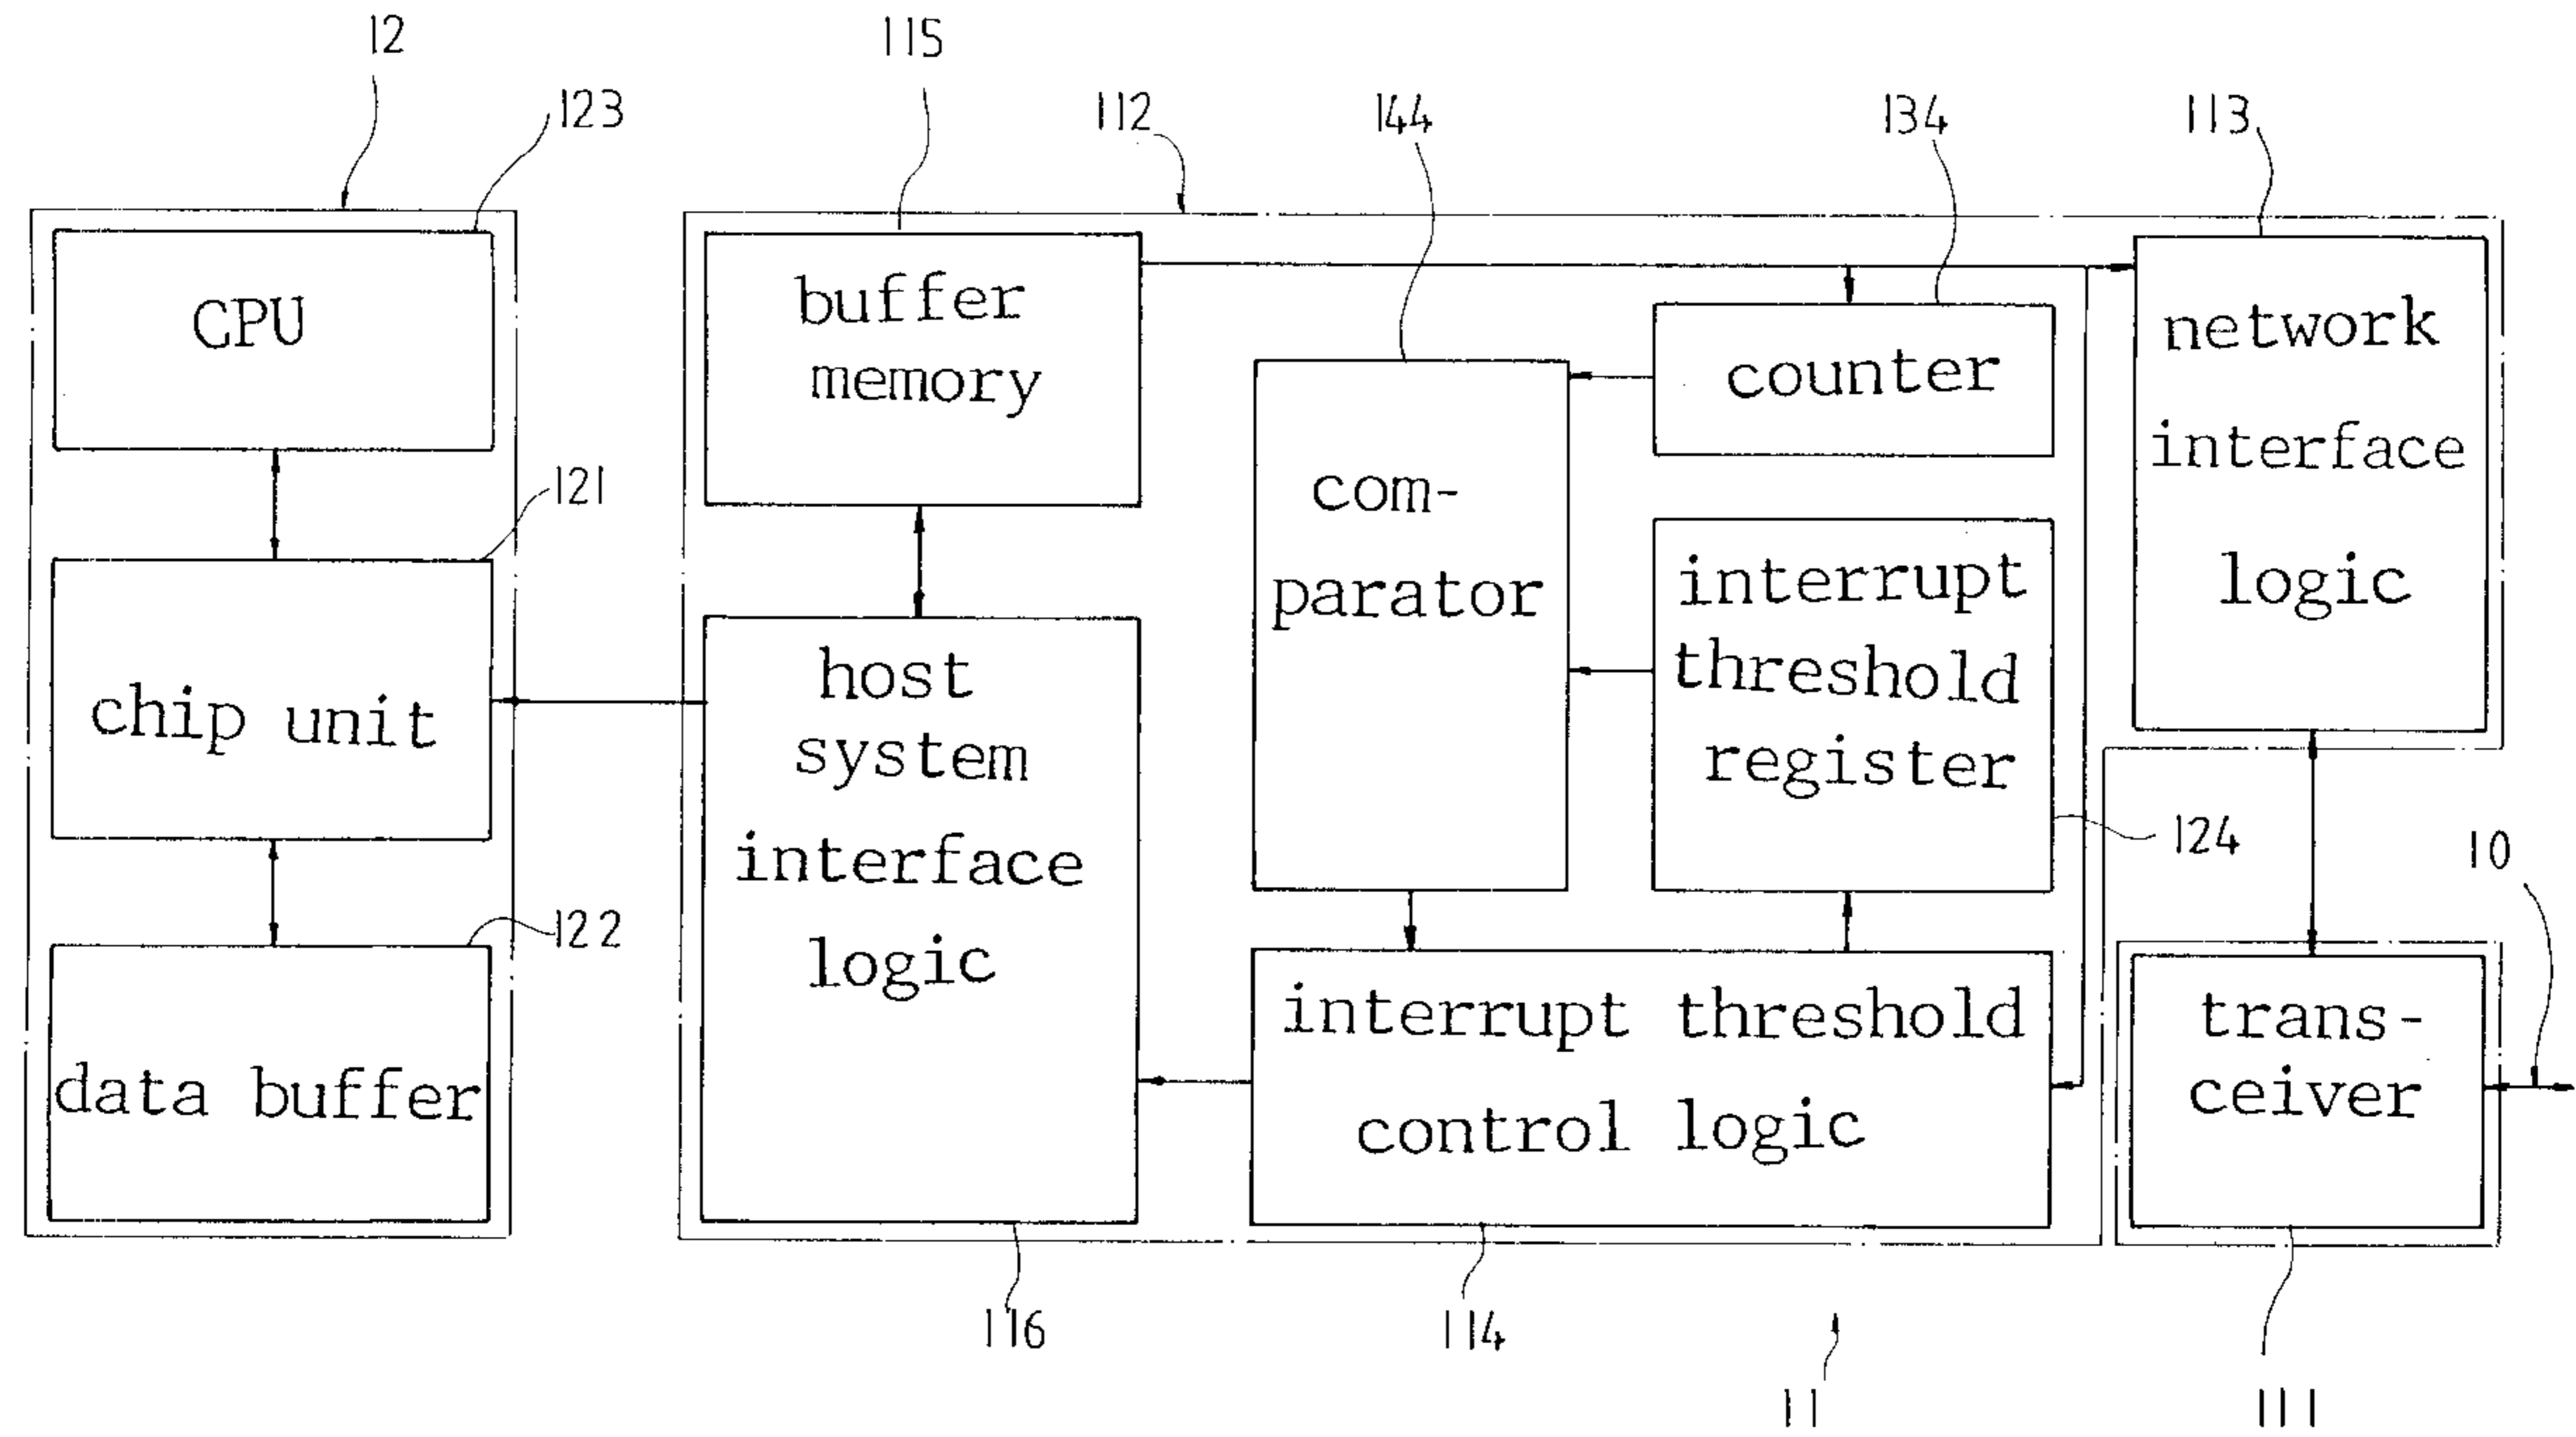 12
115
123
112
144
134
113
CPU
buffer
memory
counter
network
interface
logic
com-
parator
121
interrupt
threshold
register
chip unit
host
system
interface
logic
124
10
122
data buffer
interrupt threshold
control logic
trans-
ceiver
116
114
11
111